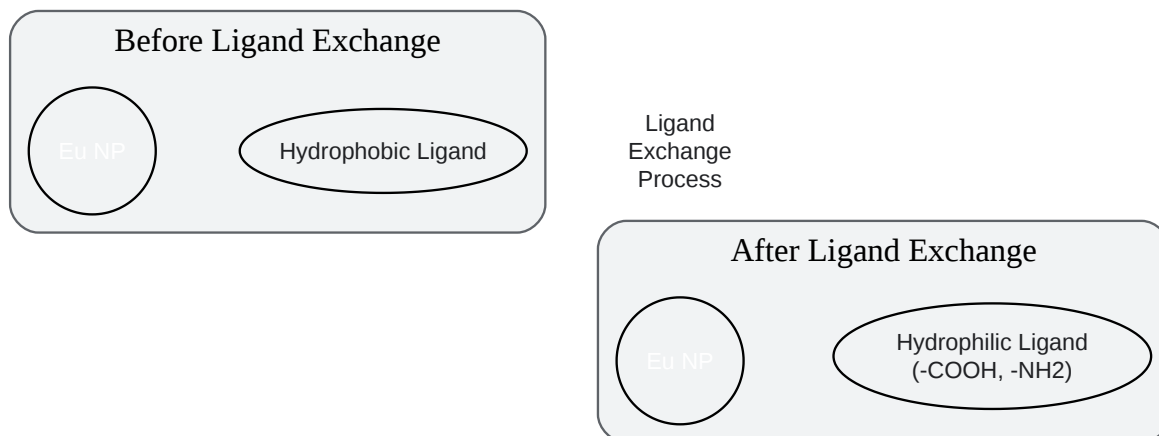 Before Ligand Exchange
Eu NP
Hydrophobic Ligand
Ligand
Exchange
Process
After Ligand Exchange
Eu NP
Hydrophilic Ligand
(-COOH, -NH2)